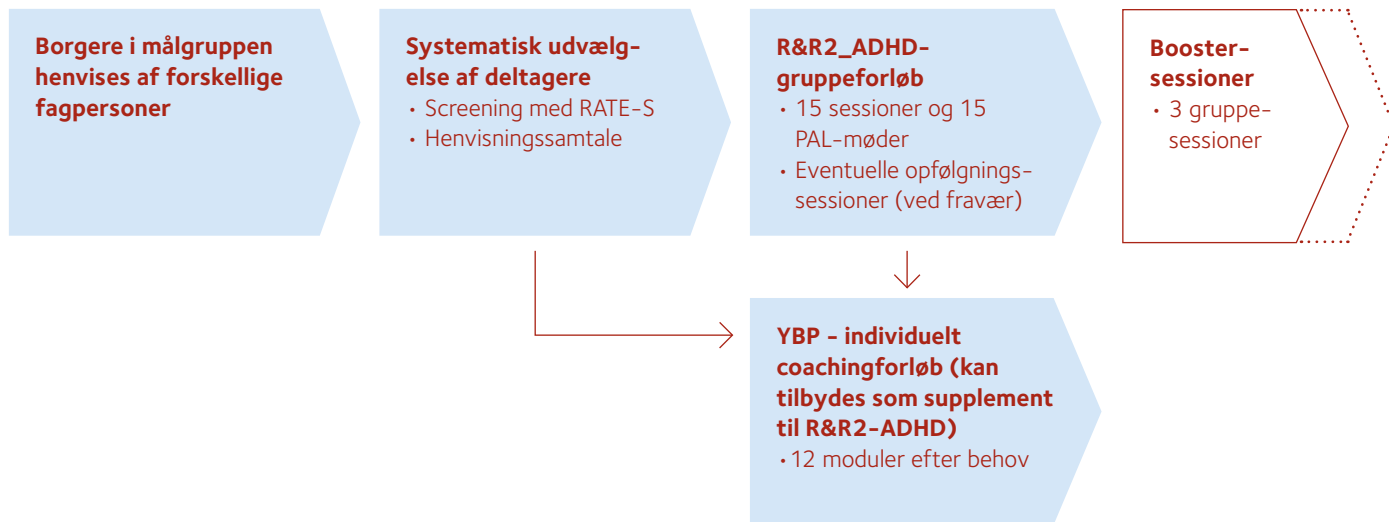 Borgere i målgruppen
henvises af forskellige
fagpersoner
Systematisk udvælg-
else af deltagere
• Screening med RATE-S
• Henvisningssamtale
R&R2_ADHD-
gruppeforløb
• 15 sessioner og 15
PAL-møder
• Eventuelle opfølgnings-
sessioner (ved fravær)
Booster-
sessioner
• 3 gruppe-
sessioner
YBP - individuelt
coachingforløb (kan
tilbydes som supplement
til R&R2-ADHD)
• 12 moduler efter behov